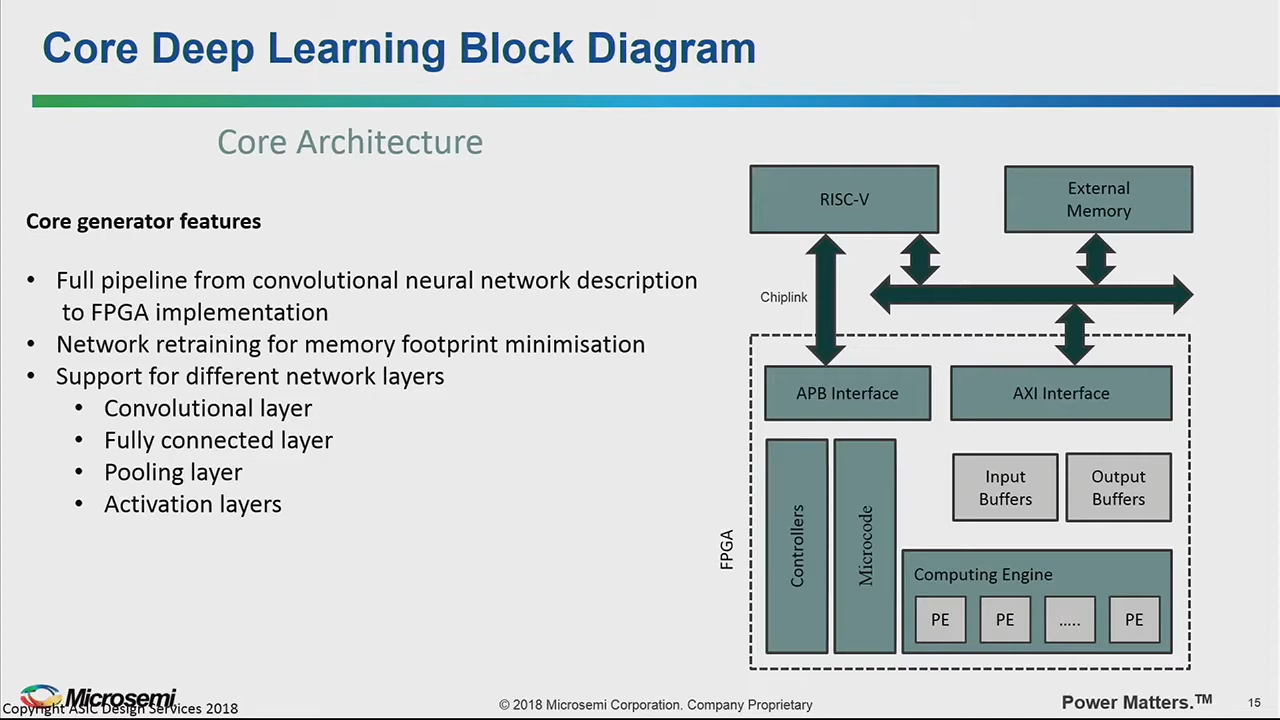 Core Deep Learning Block Diagram
Core Architecture
Core generator features
• Full pipeline from convolutional neural network description
to FPGA implementation
• Network retraining for memory footprint minimisation
• Support for different network layers
• Convolutional layer
• Fully connected layer
• Pooling layer
• Activation layers
RISC-V
External
Memory
Chiplink
FPGA
APB Interface
AXI Interface
Controllers
Microcode
Input
Buffers
Output
Buffers
Computing Engine
PE
PE
.....
PE
Microsemi
Copyright ASIC Design Services 2018
© 2018 Microsemi Corporation. Company Proprietary
Power Matters.™
15